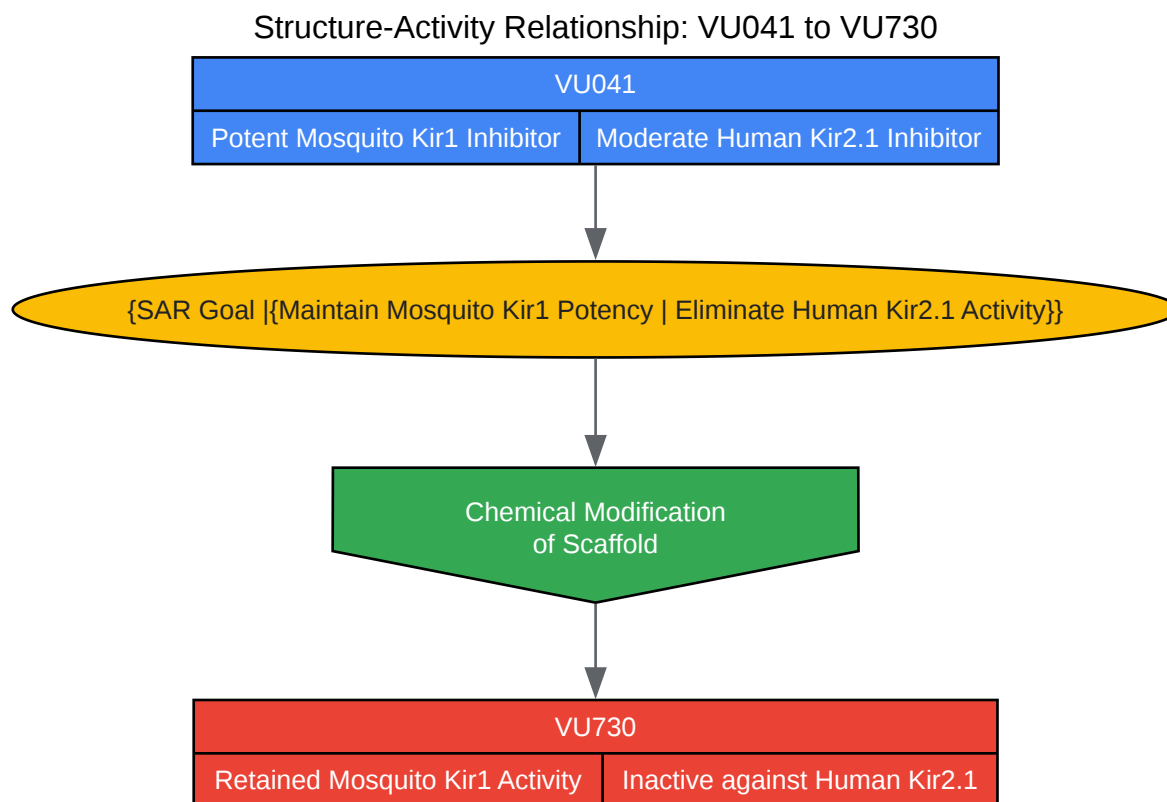 Structure-Activity Relationship: VU041 to VU730
VU041
Potent Mosquito Kir1 Inhibitor
Moderate Human Kir2.1 Inhibitor
{SAR Goal |{Maintain Mosquito Kir1 Potency | Eliminate Human Kir2.1 Activity}}
Chemical Modification
of Scaffold
VU730
Retained Mosquito Kir1 Activity
Inactive against Human Kir2.1